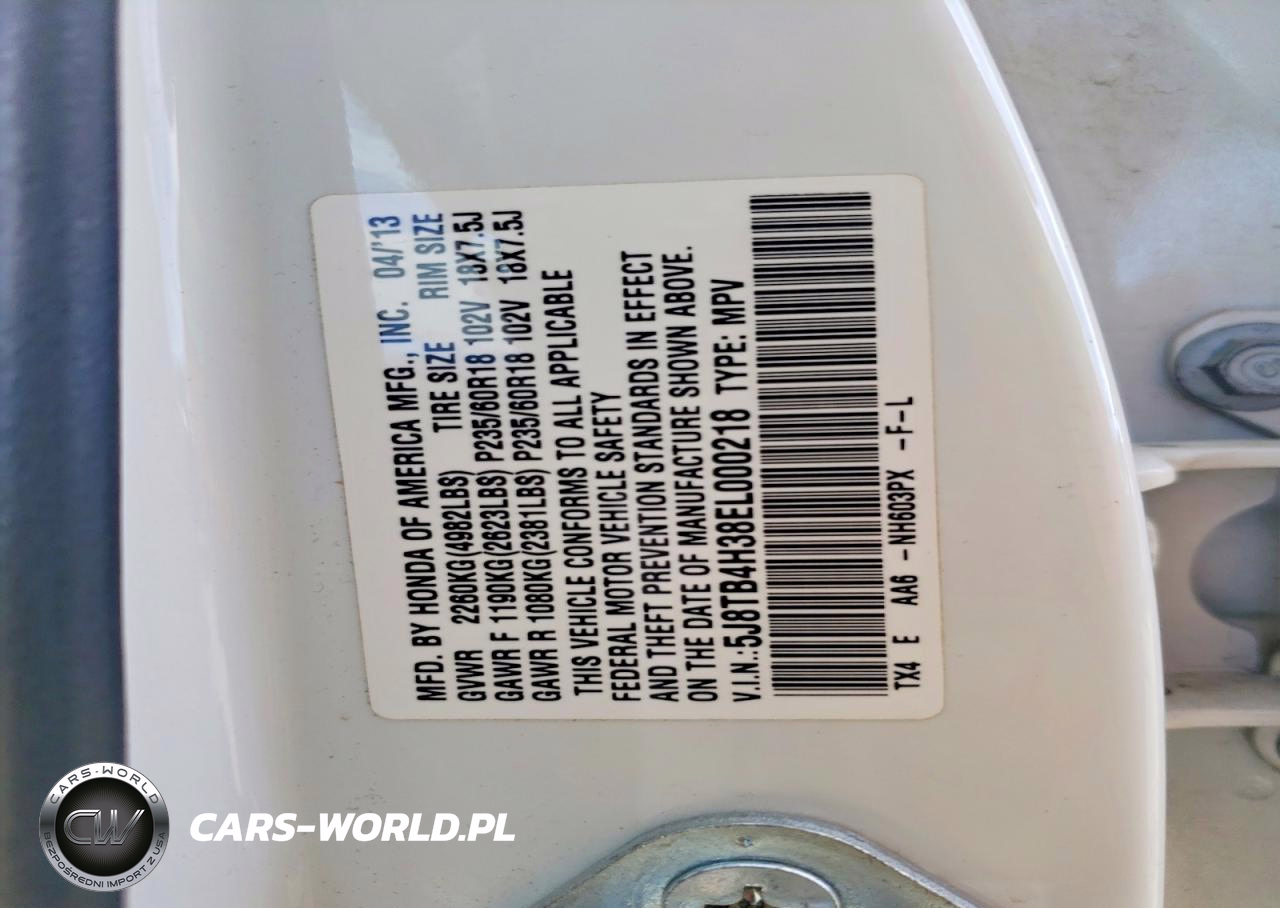 MFD. BY HONDA OF AMERICA MFG., INC. 04/'13
GVWR 2260KG(4982LBS) TIRE SIZE RIM SIZE
GAWR F 1190KG(2623LBS) P235/60R18 102V 18X7.5J
GAWR R 1080KG(2381LBS) P235/60R18 102V 18X7.5J
THIS VEHICLE CONFORMS TO ALL APPLICABLE
FEDERAL MOTOR VEHICLE SAFETY
AND THEFT PREVENTION STANDARDS IN EFFECT
ON THE DATE OF MANUFACTURE SHOWN ABOVE.
V.I.N.:5J8TB4H38EL000218 TYPE: MPV
TX4 E AA6 -NH603PX -F-L
CARS-WORLD
CW
BEZPOŚREDNI IMPORT Z USA
CARS-WORLD.PL